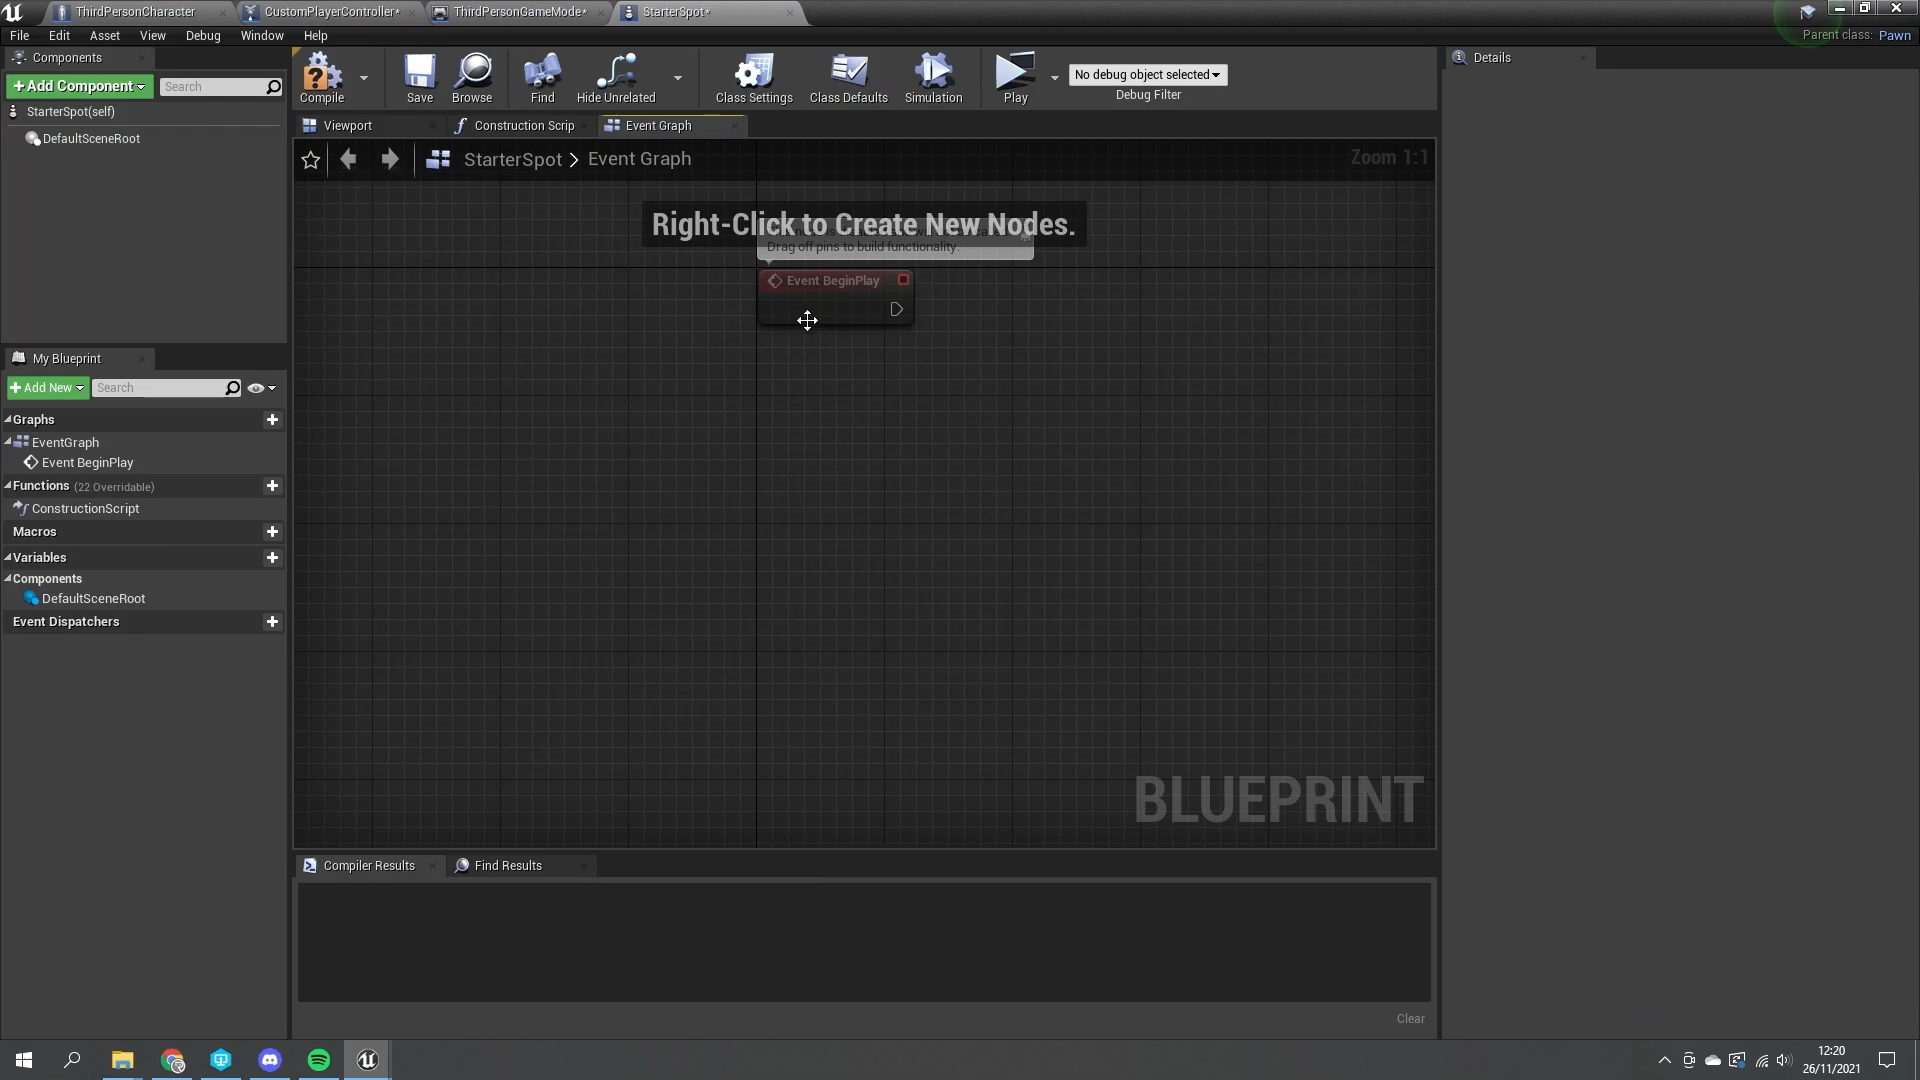 ThirdPersonCharacter
CustomPlayerController*
ThirdPersonGameMode*
StarterSpot*
File Edit Asset View Debug Window Help
Parent class: Pawn
Components
+Add Component
Search
StarterSpot(self)
DefaultSceneRoot
Compile
Save
Browse
Find
Hide Unrelated
Class Settings
Class Defaults
Simulation
Play
No debug object selected
Debug Filter
Details
Viewport
Construction Scrip
Event Graph
StarterSpot > Event Graph
Zoom 1:1
Right-Click to Create New Nodes.
Drag off pins to build functionality.
Event BeginPlay
BLUEPRINT
My Blueprint
+Add New
Search
Graphs
EventGraph
Event BeginPlay
Functions (22 Overridable)
ConstructionScript
Macros
Variables
Components
DefaultSceneRoot
Event Dispatchers
Compiler Results
Find Results
Clear
12:20
26/11/2021